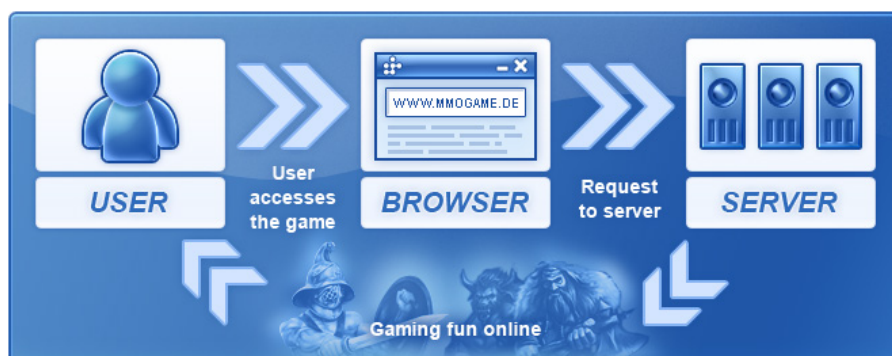 WWW.MMOGAME.DE
User
accesses
the game
Request
to server
USER
BROWSER
SERVER
Gaming fun online